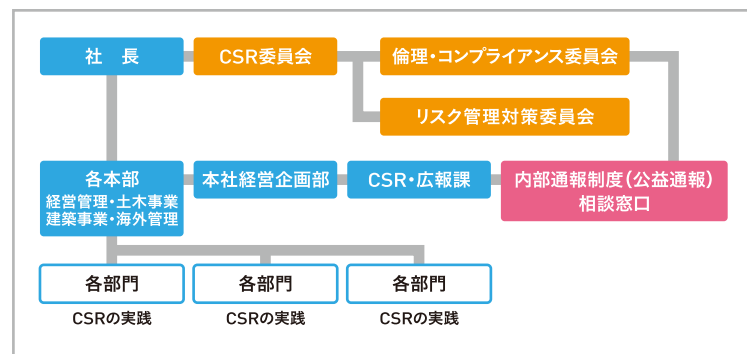 社　長
CSR委員会
倫理・コンプライアンス委員会
リスク管理対策委員会
各本部
経営管理・土木事業
建築事業・海外管理
本社経営企画部
CSR・広報課
内部通報制度（公益通報）
相談窓口
各部門
各部門
各部門
CSRの実践
CSRの実践
CSRの実践